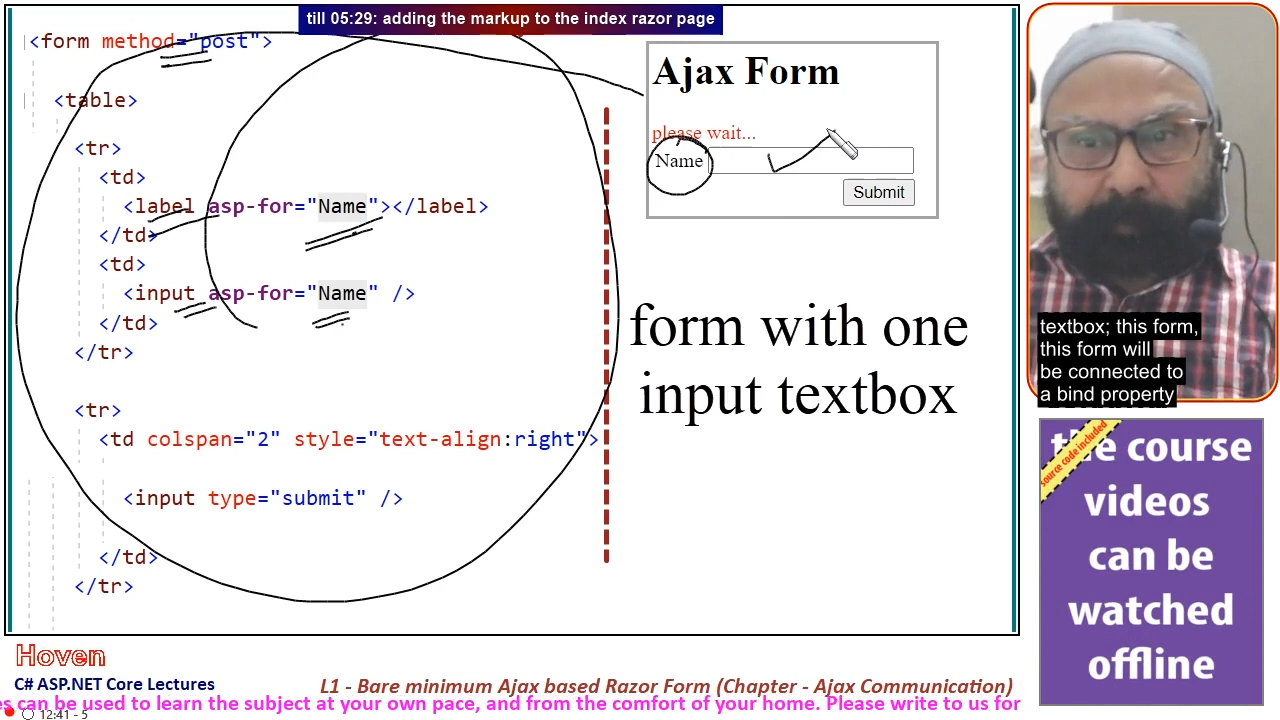 till 05:29: adding the markup to the index razor page
<form method="post">
<table>
<tr>
<td>
<label asp-for="Name"></label>
</td>
<td>
<input asp-for="Name" />
</td>
</tr>
<tr>
<td colspan="2" style="text-align:right">
<input type="submit" />
</td>
</tr>
Ajax Form
please wait...
Name
Submit
form with one
input textbox
textbox; this form,
this form will
be connected to
a bind property
source code included
the course
videos
can be
watched
offline
Hoven
C# ASP.NET Core Lectures
L1 - Bare minimum Ajax based Razor Form (Chapter - Ajax Communication)
es can be used to learn the subject at your own pace, and from the comfort of your home. Please write to us for
12:41 - 5